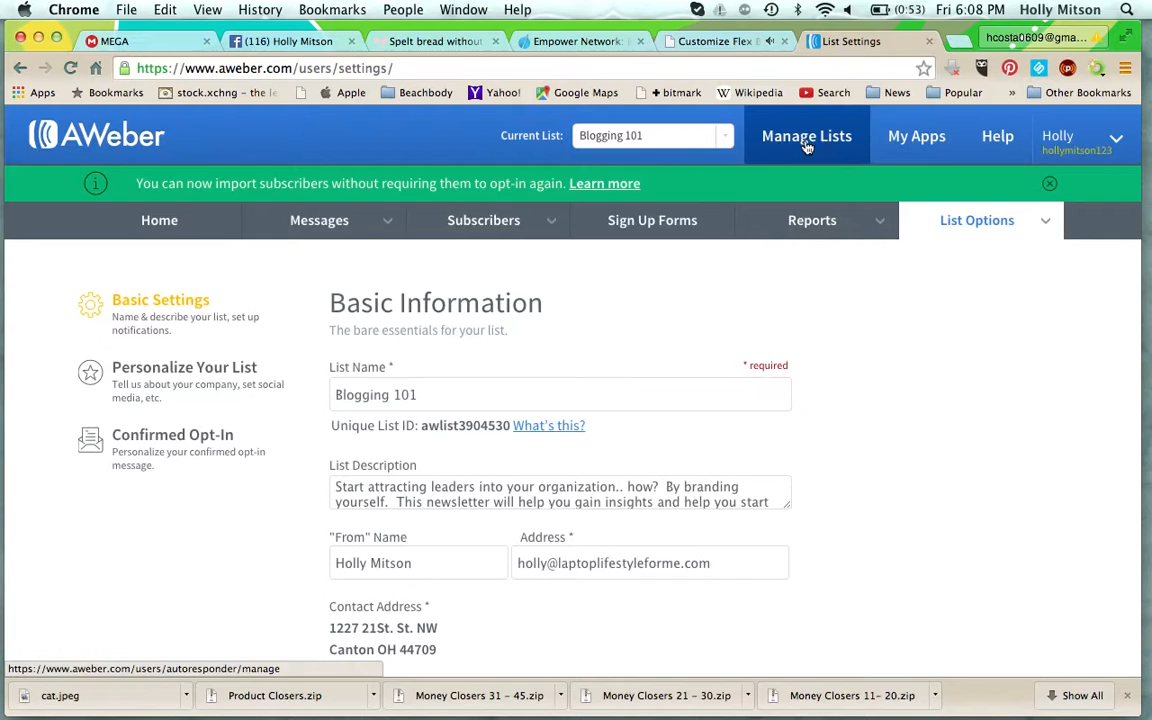 Chrome File Edit View History Bookmarks People Window Help (0:53) Fri 6:08 PM Holly Mitson
MEGA (116) Holly Mitson Spelt bread withou Empower Network: Customize Flex List Settings hcosta0609@gma...
https://www.aweber.com/users/settings/
Apps Bookmarks stock.xchng - the le Apple Beachbody Yahoo! Google Maps + bitmark Wikipedia Search News Popular » Other Bookmarks
AWeber Current List: Blogging 101 Manage Lists My Apps Help Holly
hollymitson123
You can now import subscribers without requiring them to opt-in again. Learn more
Home Messages Subscribers Sign Up Forms Reports List Options
Basic Settings
Name & describe your list, set up
notifications.
Personalize Your List
Tell us about your company, set social
media, etc.
Confirmed Opt-In
Personalize your confirmed opt-in
message.
Basic Information
The bare essentials for your list.
List Name * * required
Blogging 101
Unique List ID: awlist3904530 What's this?
List Description
Start attracting leaders into your organization.. how? By branding
yourself. This newsletter will help you gain insights and help you start
"From" Name Address *
Holly Mitson holly@laptoplifestyleforme.com
Contact Address *
1227 21St. St. NW
Canton OH 44709
https://www.aweber.com/users/autoresponder/manage
cat.jpeg Product Closers.zip Money Closers 31 - 45.zip Money Closers 21 - 30.zip Money Closers 11- 20.zip Show All